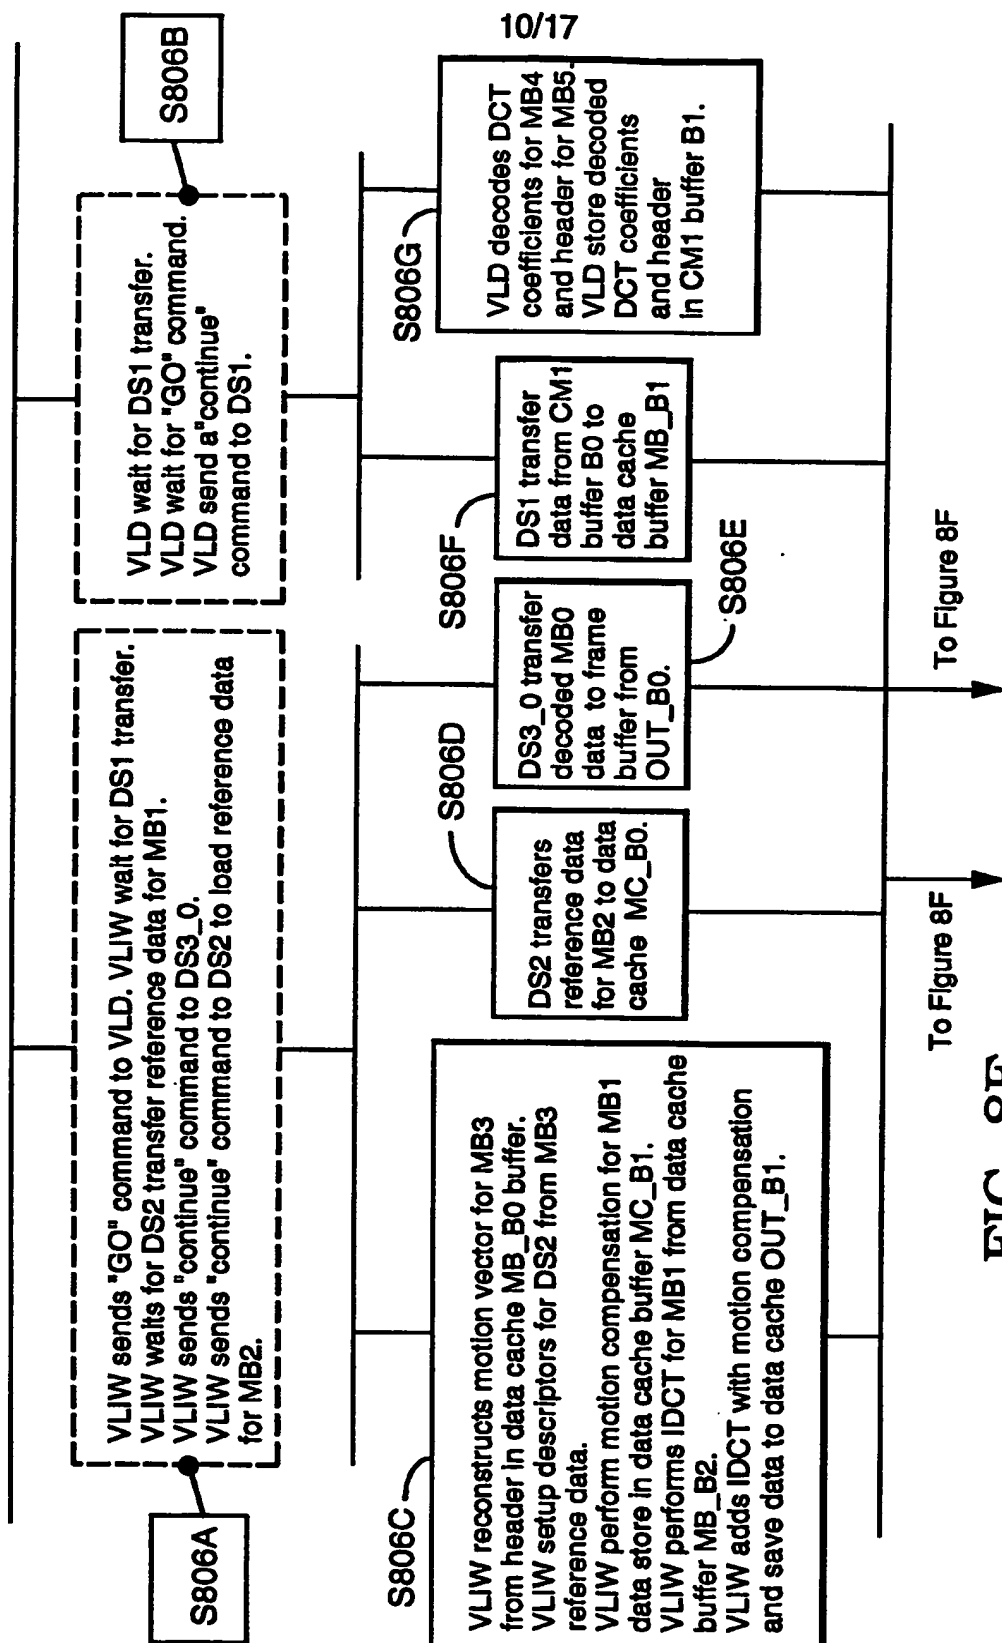 10/17
S806A
VLIW sends "GO" command to VLD. VLIW wait for DS1 transfer.
VLIW waits for DS2 transfer reference data for MB1.
VLIW sends "continue" command to DS3_0.
VLIW sends "continue" command to DS2 to load reference data
for MB2.
VLD wait for DS1 transfer.
VLD wait for "GO" command.
VLD send a"continue"
command to DS1.
S806B
S806C
VLIW reconstructs motion vector for MB3
from header in data cache MB_B0 buffer.
VLIW setup descriptors for DS2 from MB3
reference data.
VLIW perform motion compensation for MB1
data store in data cache buffer MC_B1.
VLIW performs IDCT for MB1 from data cache
buffer MB_B2.
VLIW adds IDCT with motion compensation
and save data to data cache OUT_B1.
S806D
DS2 transfers
reference data
for MB2 to data
cache MC_B0.
DS3_0 transfer
decoded MB0
data to frame
buffer from
OUT_B0.
S806E
S806F
DS1 transfer
data from CM1
buffer B0 to
data cache
buffer MB_B1
S806G
VLD decodes DCT
coefficients for MB4
and header for MB5.
VLD store decoded
DCT coefficients
and header
in CM1 buffer B1.
To Figure 8F
To Figure 8F
FIG. 8E